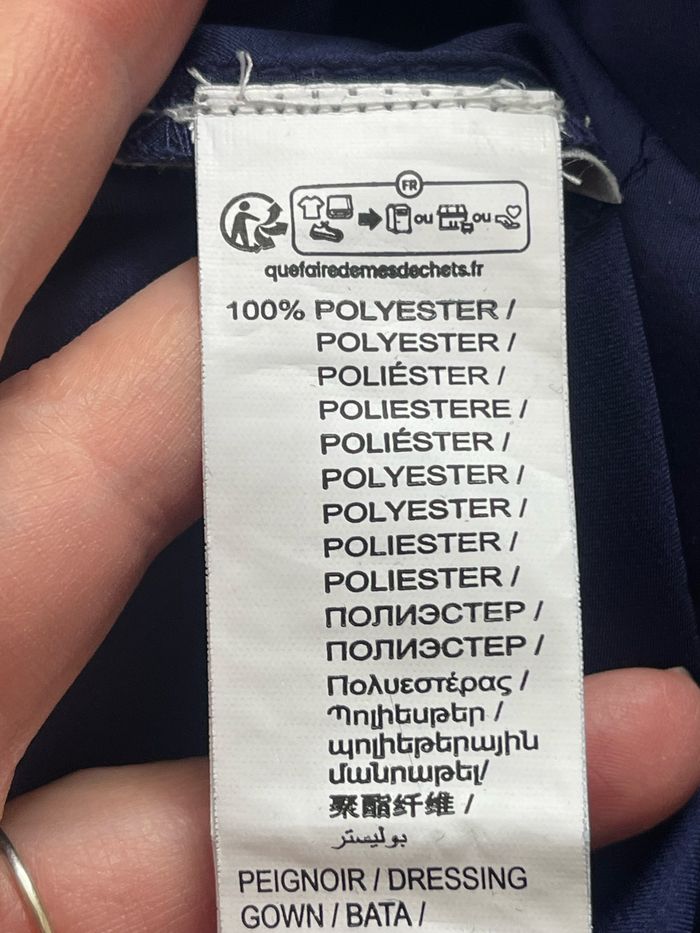 FR
ou ou
quefairedemesdechets.fr
100% POLYESTER /
POLYESTER /
POLIÉSTER /
POLIESTERE /
POLIÉSTER /
POLYESTER /
POLYESTER /
POLIESTER /
POLIESTER /
ПОЛИЭСТЕР /
ПОЛИЭСТЕР /
Πολυεστέρας /
Պոլիեսթեր /
պոլիեթերային
մանրաթել/
聚酯纤维 /
بوليستر
PEIGNOIR / DRESSING
GOWN / BATA /